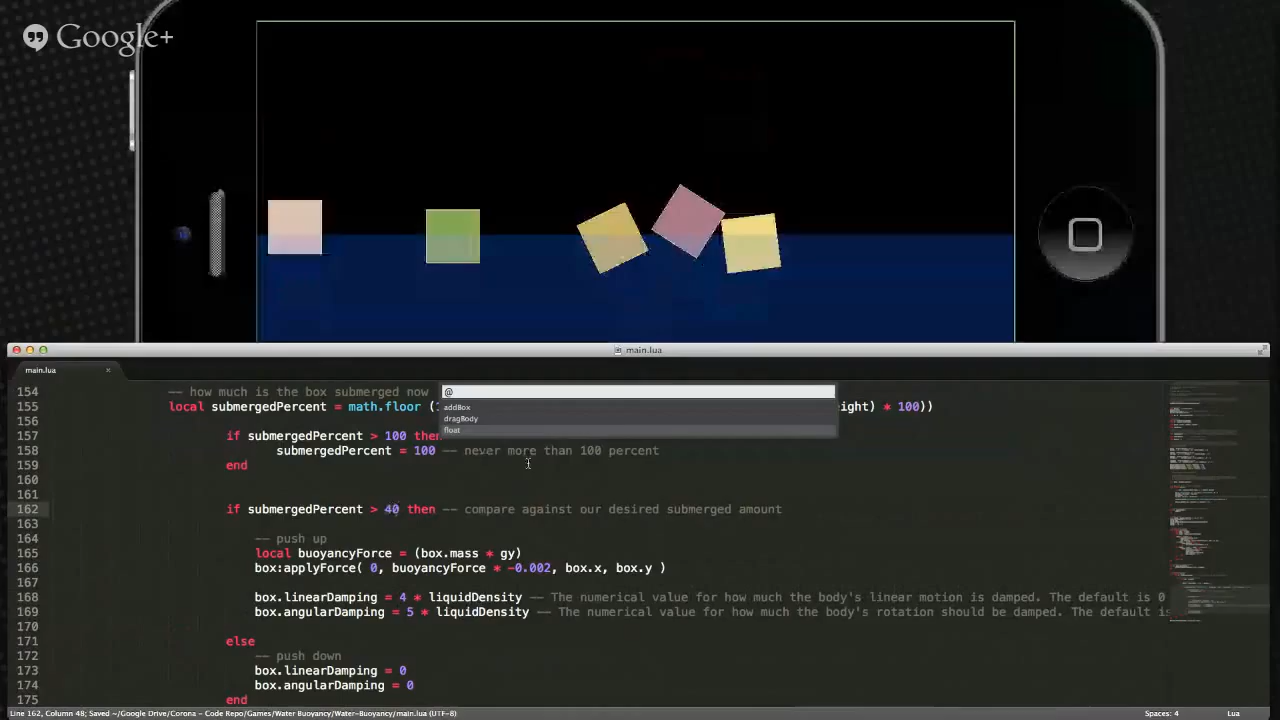 Google+
main.lua
main.lua
@
addBox
dragBody
float
154 -- how much is the box submerged now
155 local submergedPercent = math.floor (1 ight) * 100))
157 if submergedPercent > 100 then
158 submergedPercent = 100 -- never more than 100 percent
159 end
160
161
162 if submergedPercent > 40 then -- compare against our desired submerged amount
163
164 -- push up
165 local buoyancyForce = (box.mass * gy)
166 box:applyForce( 0, buoyancyForce * -0.002, box.x, box.y )
167
168 box.linearDamping = 4 * liquidDensity -- The numerical value for how much the body's linear motion is damped. The default is 0
169 box.angularDamping = 5 * liquidDensity -- The numerical value for how much the body's rotation should be damped. The default is
170
171 else
172 -- push down
173 box.linearDamping = 0
174 box.angularDamping = 0
175 end
Line 162, Column 48; Saved ~/Google Drive/Corona - Code Repo/Games/Water Buoyancy/Water-Buoyancy/main.lua (UTF-8) Spaces: 4 Lua